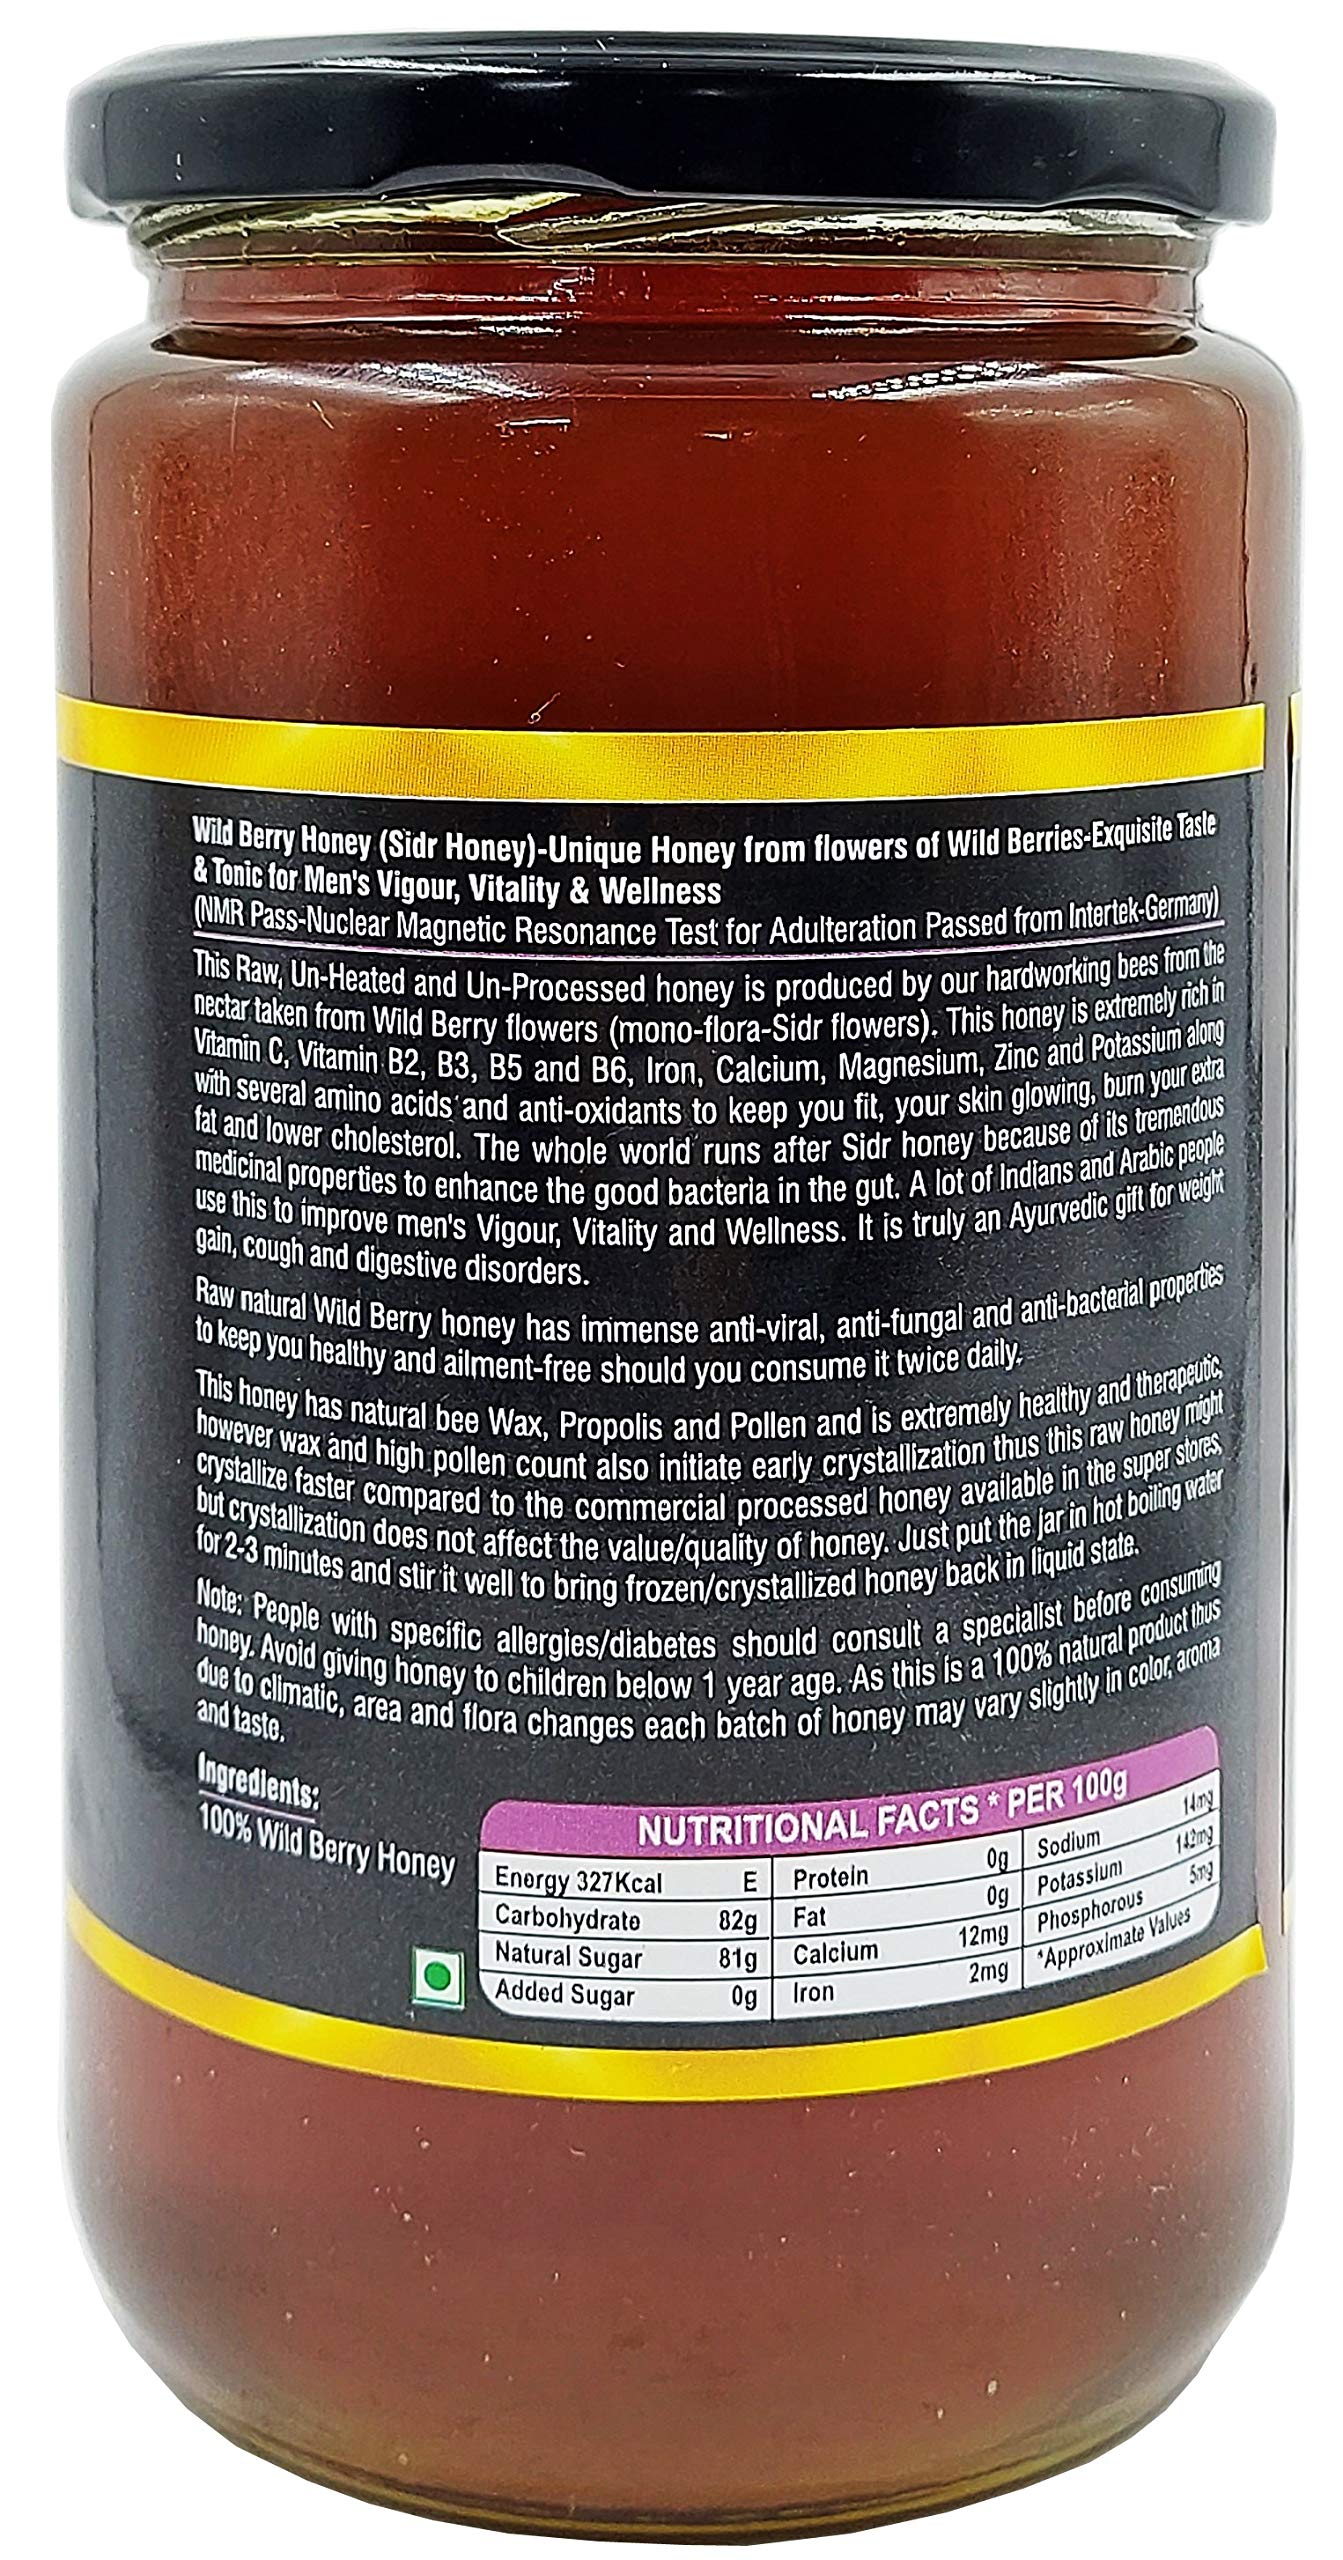 Wild Berry Honey (Sidr Honey)-Unique Honey from flowers of Wild Berries-Exquisite Taste
& Tonic for Men's Vigour, Vitality & Wellness
(NMR Pass-Nuclear Magnetic Resonance Test for Adulteration Passed from Intertek-Germany)
This Raw, Un-Heated and Un-Processed honey is produced by our hardworking bees from the
nectar taken from Wild Berry flowers (mono-flora-Sidr flowers). This honey is extremely rich in
Vitamin C, Vitamin B2, B3, B5 and B6, Iron, Calcium, Magnesium, Zinc and Potassium along
with several amino acids and anti-oxidants to keep you fit, your skin glowing, burn your extra
fat and lower cholesterol. The whole world runs after Sidr honey because of its tremendous
medicinal properties to enhance the good bacteria in the gut. A lot of Indians and Arabic people
use this to improve men's Vigour, Vitality and Wellness. It is truly an Ayurvedic gift for weight
gain, cough and digestive disorders.
Raw natural Wild Berry honey has immense anti-viral, anti-fungal and anti-bacterial properties
to keep you healthy and ailment-free should you consume it twice daily.
This honey has natural bee Wax, Propolis and Pollen and is extremely healthy and therapeutic,
however wax and high pollen count also initiate early crystallization thus this raw honey might
crystallize faster compared to the commercial processed honey available in the super stores,
but crystallization does not affect the value/quality of honey. Just put the jar in hot boiling water
for 2-3 minutes and stir it well to bring frozen/crystallized honey back in liquid state.
Note: People with specific allergies/diabetes should consult a specialist before consuming
honey. Avoid giving honey to children below 1 year age. As this is a 100% natural product thus
due to climatic, area and flora changes each batch of honey may vary slightly in color, aroma
and taste.
Ingredients:
100% Wild Berry Honey
NUTRITIONAL FACTS * PER 100g
Energy 327Kcal E
Carbohydrate 82g
Natural Sugar 81g
Added Sugar 0g
Protein 0g
Fat 0g
Calcium 12mg
Iron 2mg
Sodium 14mg
Potassium 142mg
Phosphorous 5mg
*Approximate Values